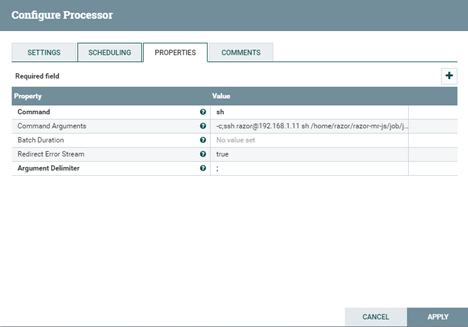 Configure Processor
SETTINGS SCHEDULING PROPERTIES COMMENTS
Required field
Property Value
Command sh
Command Arguments -c;ssh razor@192.168.1.11 sh /home/razor/razor-mr-js/job/j...
Batch Duration No value set
Redirect Error Stream true
Argument Delimiter ;
CANCEL APPLY